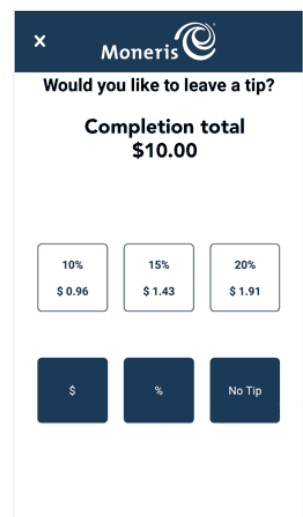 ×
Moneris
Would you like to leave a tip?
Completion total
$10.00
10% 15% 20%
$ 0.96 $ 1.43 $ 1.91
$ % No Tip